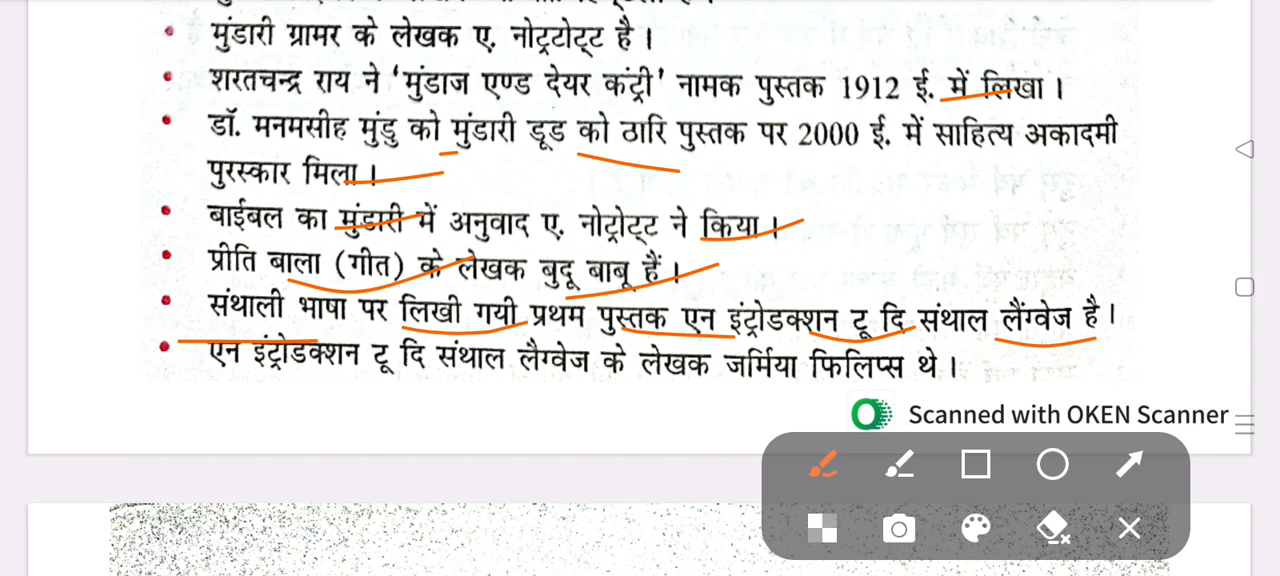 मुंडारी ग्रामर के लेखक ए. नोट्रटोट्ट है।
शरतचन्द्र राय ने 'मुंडाज एण्ड देयर कंट्री' नामक पुस्तक 1912 ई. में लिखा।
डॉ. मनमसीह मुंडु को मुंडारी डूड को ठारि पुस्तक पर 2000 ई. में साहित्य अकादमी
पुरस्कार मिला।
बाईबल का मुंडारी में अनुवाद ए. नोट्रोट्ट ने किया।
प्रीति बाला (गीत) के लेखक बुदू बाबू हैं।
संथाली भाषा पर लिखी गयी प्रथम पुस्तक एन इंट्रोडक्शन टू दि संथाल लैंग्वेज है।
एन इंट्रोडक्शन टू दि संथाल लैग्वेज के लेखक जर्मिया फिलिप्स थे।
Scanned with OKEN Scanner